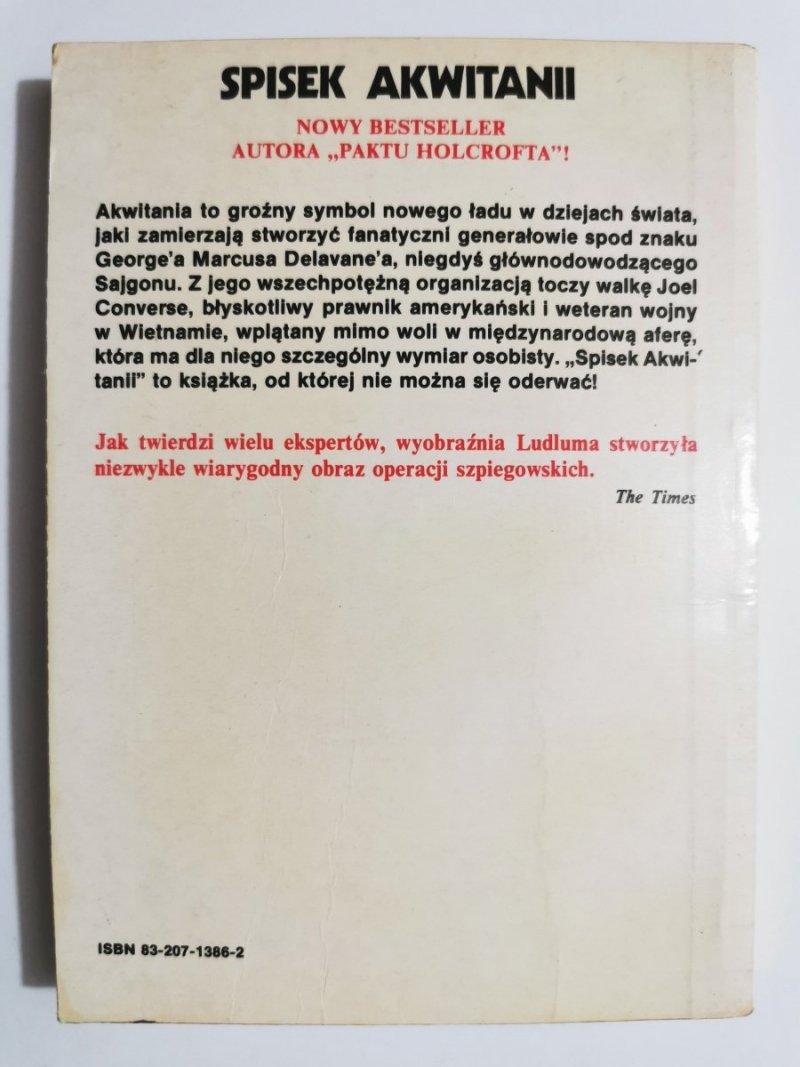 SPISEK AKWITANII
NOWY BESTSELLER
AUTORA „PAKTU HOLCROFTA”!
Akwitania to groźny symbol nowego ładu w dziejach świata,
jaki zamierzają stworzyć fanatyczni generałowie spod znaku
George'a Marcusa Delavane'a, niegdyś głównodowodzącego
Sajgonu. Z jego wszechpotężną organizacją toczy walkę Joel
Converse, błyskotliwy prawnik amerykański i weteran wojny
w Wietnamie, wplątany mimo woli w międzynarodową aferę,
która ma dla niego szczególny wymiar osobisty. „Spisek Akwi-
tanii” to książka, od której nie można się oderwać!
Jak twierdzi wielu ekspertów, wyobraźnia Ludluma stworzyła
niezwykle wiarygodny obraz operacji szpiegowskich.
The Times
ISBN 83-207-1386-2